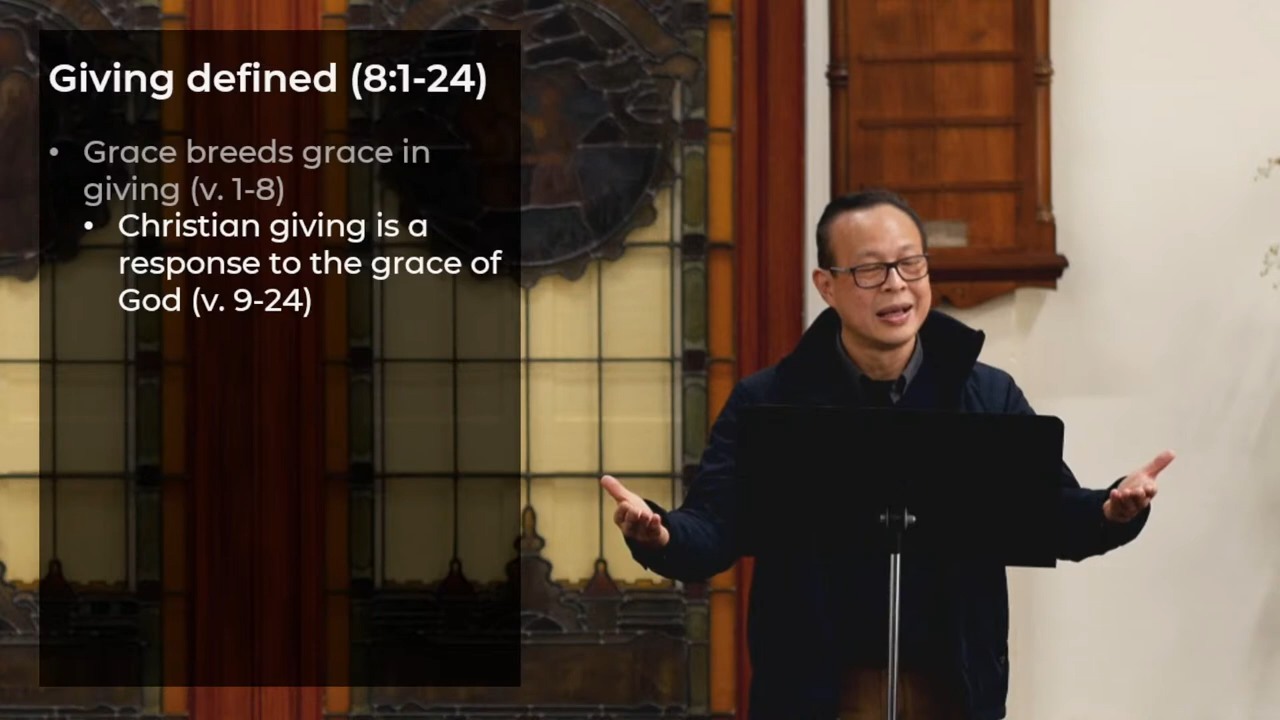 Giving defined (8:1-24)
• Grace breeds grace in
giving (v. 1-8)
• Christian giving is a
response to the grace of
God (v. 9-24)